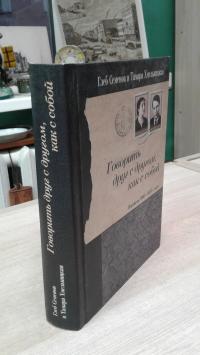 Глеб Семенов и Тамара Хмельницкая
Говорить
друг с другом,
как с собой
Говорить друг с другом,
как с собой
Глеб Семенов
и Тамара Хмельницкая